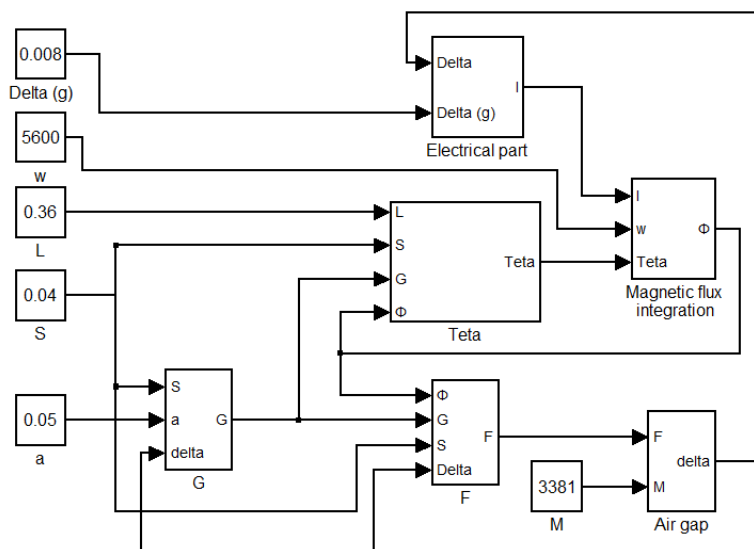 0.008
Delta (g)
5600
w
0.36
L
0.04
S
0.05
a
Delta
Delta (g)
I
Electrical part
L
S
G
Φ
Teta
Teta
I
w
Teta
Φ
Magnetic flux
integration
S
a
delta
G
G
Φ
G
S
Delta
F
F
3381
M
F
M
delta
Air gap